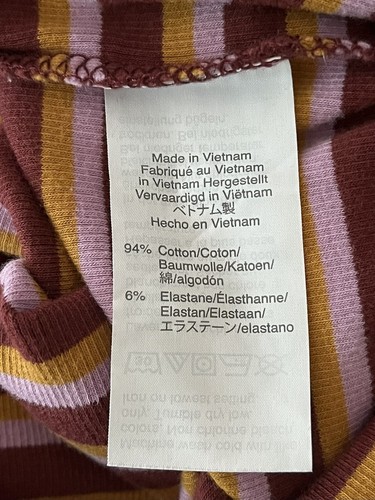 Made in Vietnam
Fabriqué au Vietnam
in Vietnam Hergestellt
Vervaardigd in Viëtnam
ベトナム製
Hecho en Vietnam
94% Cotton/Coton/
Baumwolle/Katoen/
綿/algodón
6% Elastane/Élasthanne/
Elastan/Elastaan/
エラステーン/elastano